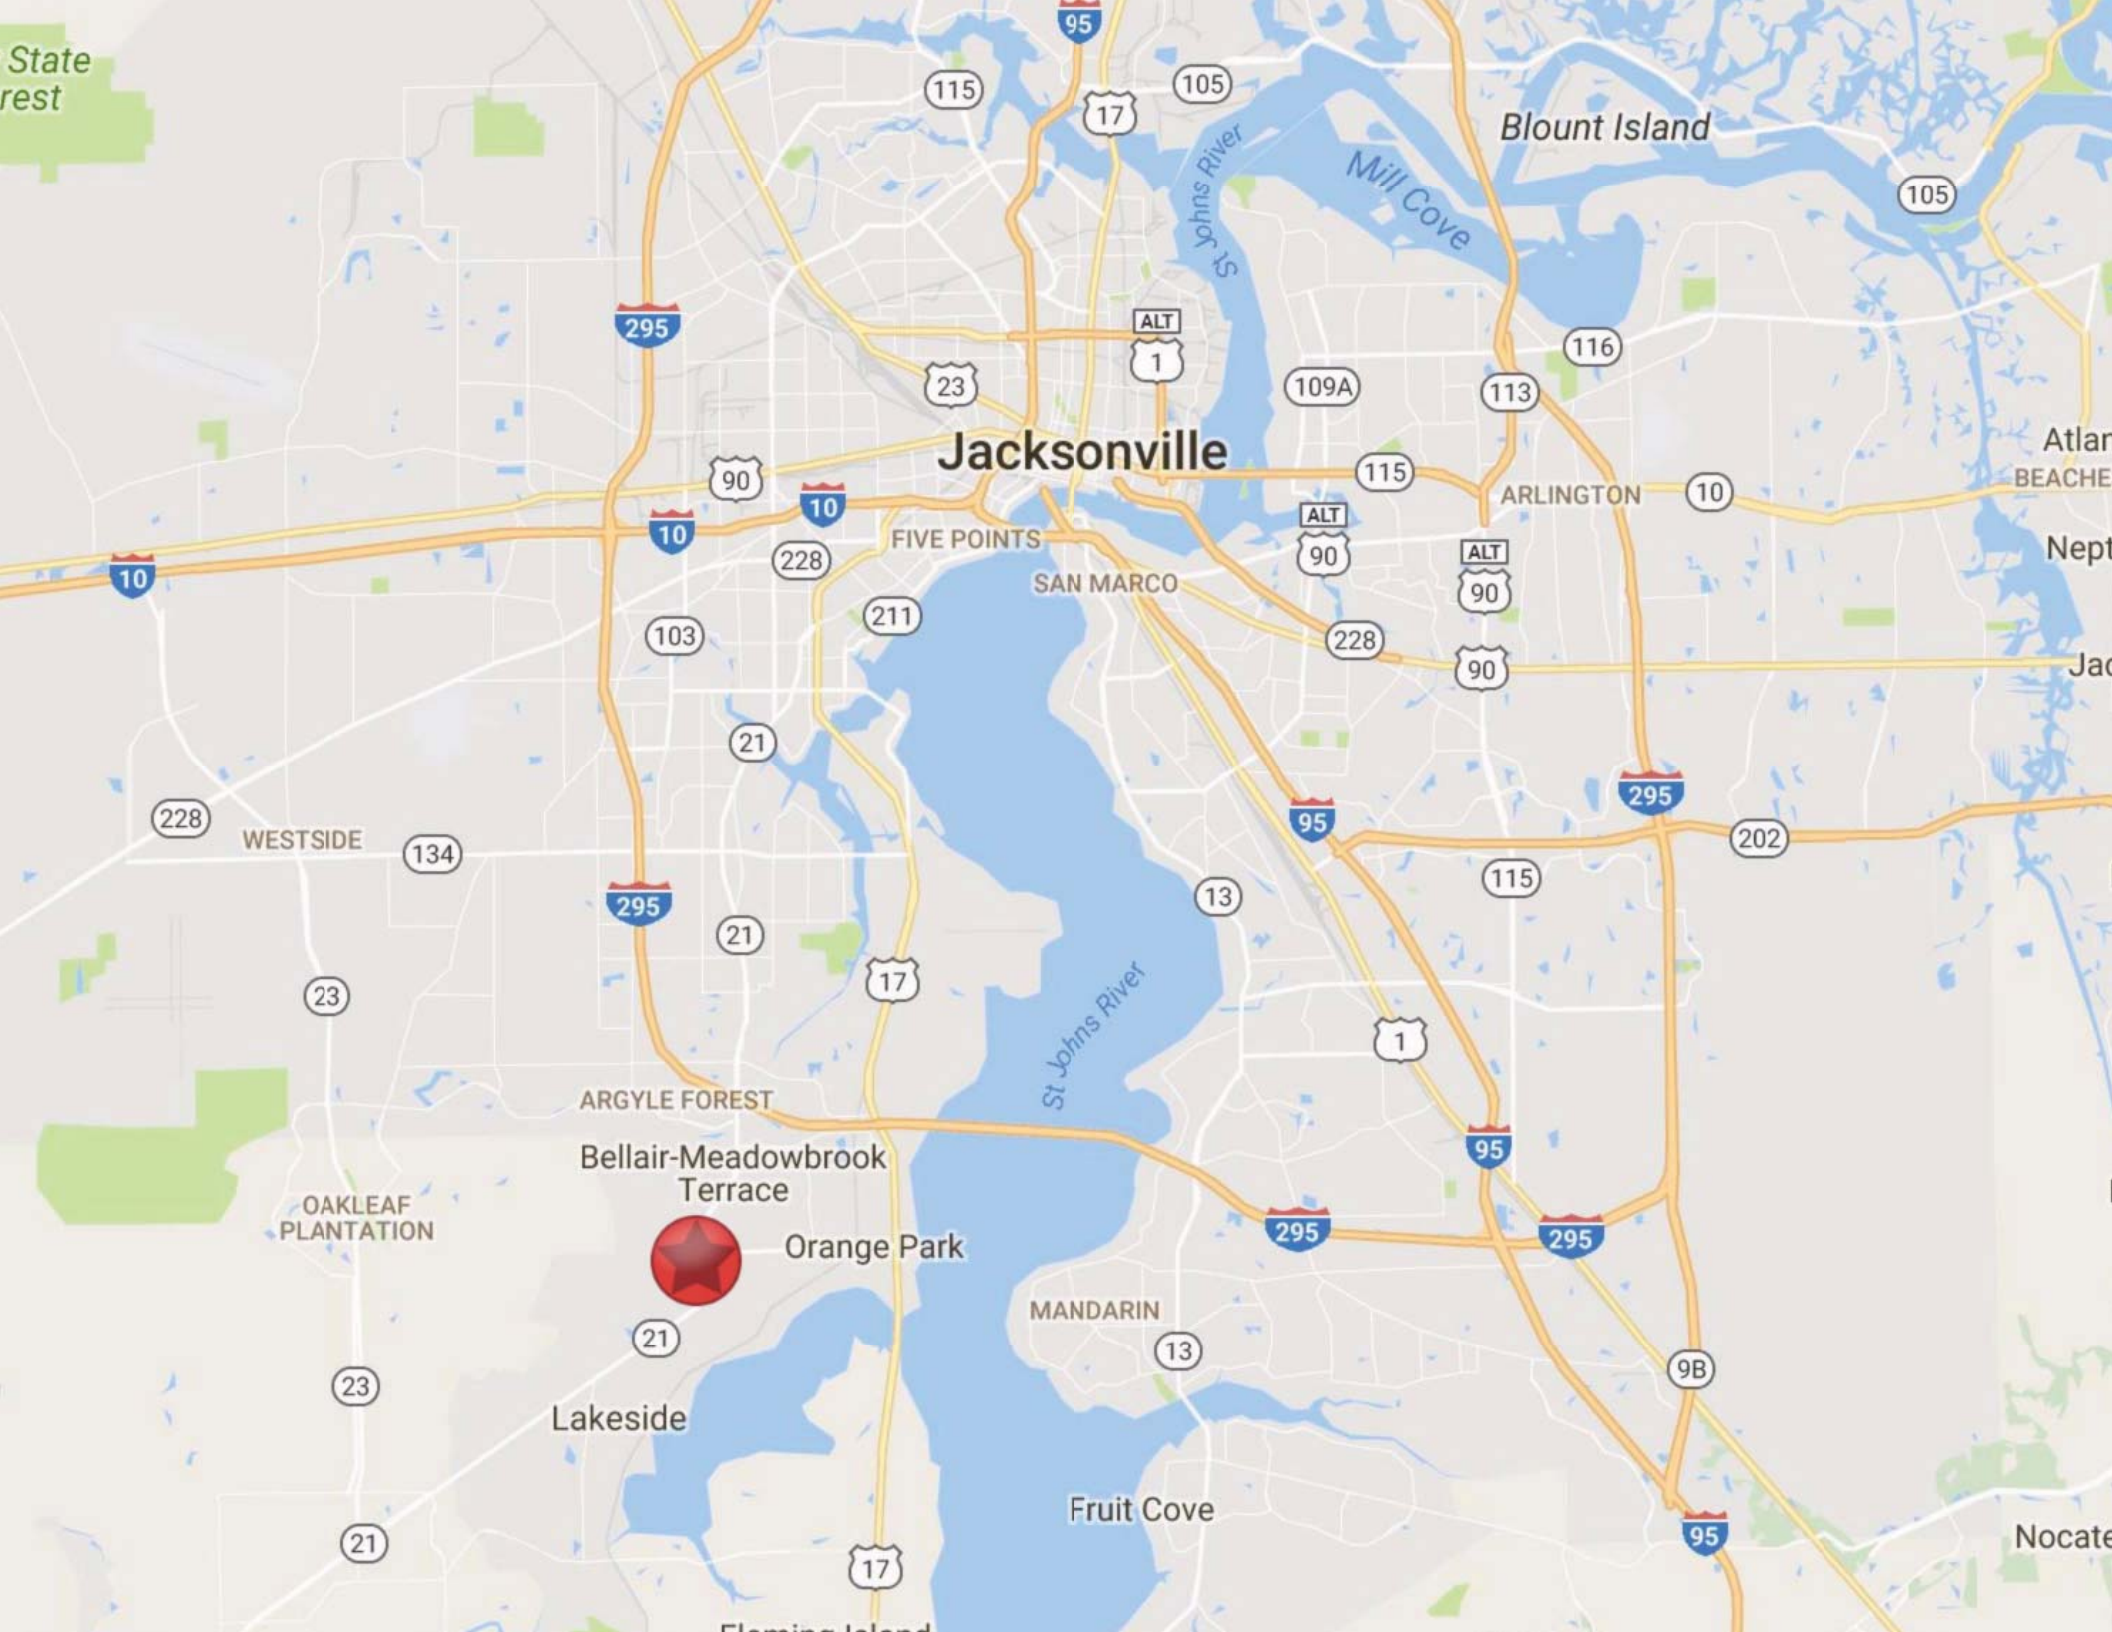 95
State
rest
115
105
17
Blount Island
St Johns River
Mill Cove
105
295
ALT
1
116
23
109A
113
Jacksonville
Atlan
90
115
BEACHE
10
ARLINGTON
10
10
ALT
90
FIVE POINTS
Nept
10
228
ALT
90
SAN MARCO
211
103
228
90
Jac
21
295
228
95
WESTSIDE
134
202
115
295
13
21
17
23
St Johns River
1
ARGYLE FOREST
95
Bellair-Meadowbrook
Terrace
OAKLEAF
PLANTATION
295
295
Orange Park
MANDARIN
21
13
9B
23
Lakeside
Fruit Cove
95
Nocate
21
17
Fleming Island